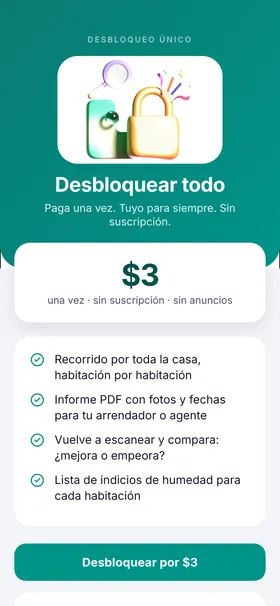 DESBLOQUEO ÚNICO
Desbloquear todo
Paga una vez. Tuyo para siempre. Sin
suscripción.
$3
una vez · sin suscripción · sin anuncios
Recorrido por toda la casa,
habitación por habitación
Informe PDF con fotos y fechas
para tu arrendador o agente
Vuelve a escanear y compara:
¿mejora o empeora?
Lista de indicios de humedad para
cada habitación
Desbloquear por $3